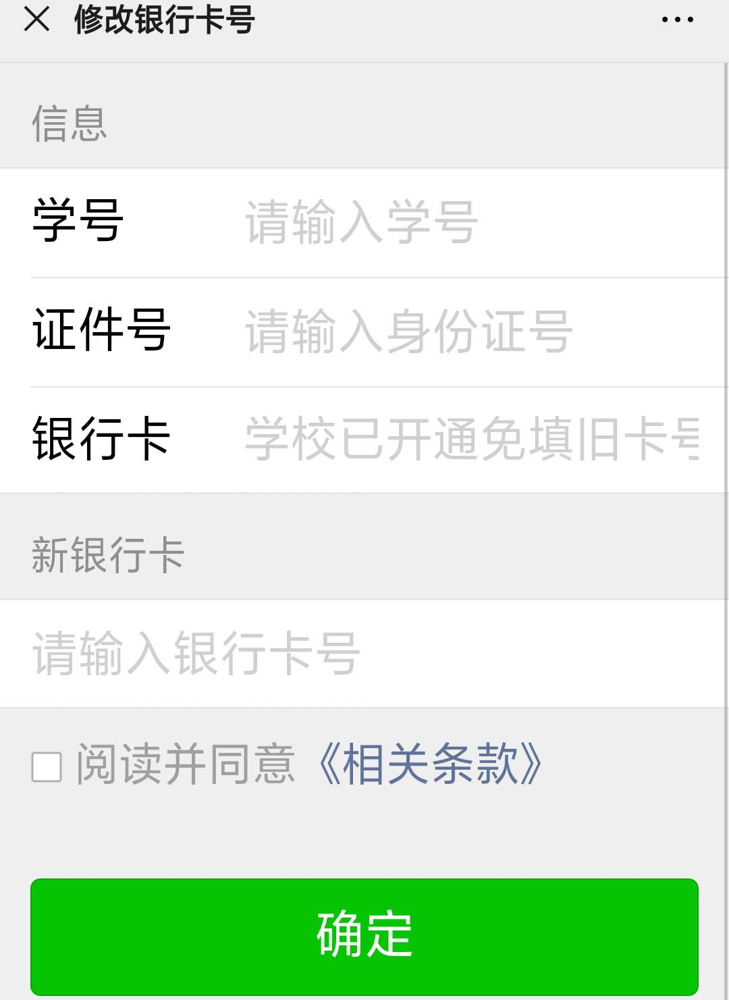 修改银行卡号
信息
学号 请输入学号
证件号 请输入身份证号
银行卡 学校已开通免填旧卡号
新银行卡
请输入银行卡号
阅读并同意《相关条款》
确定